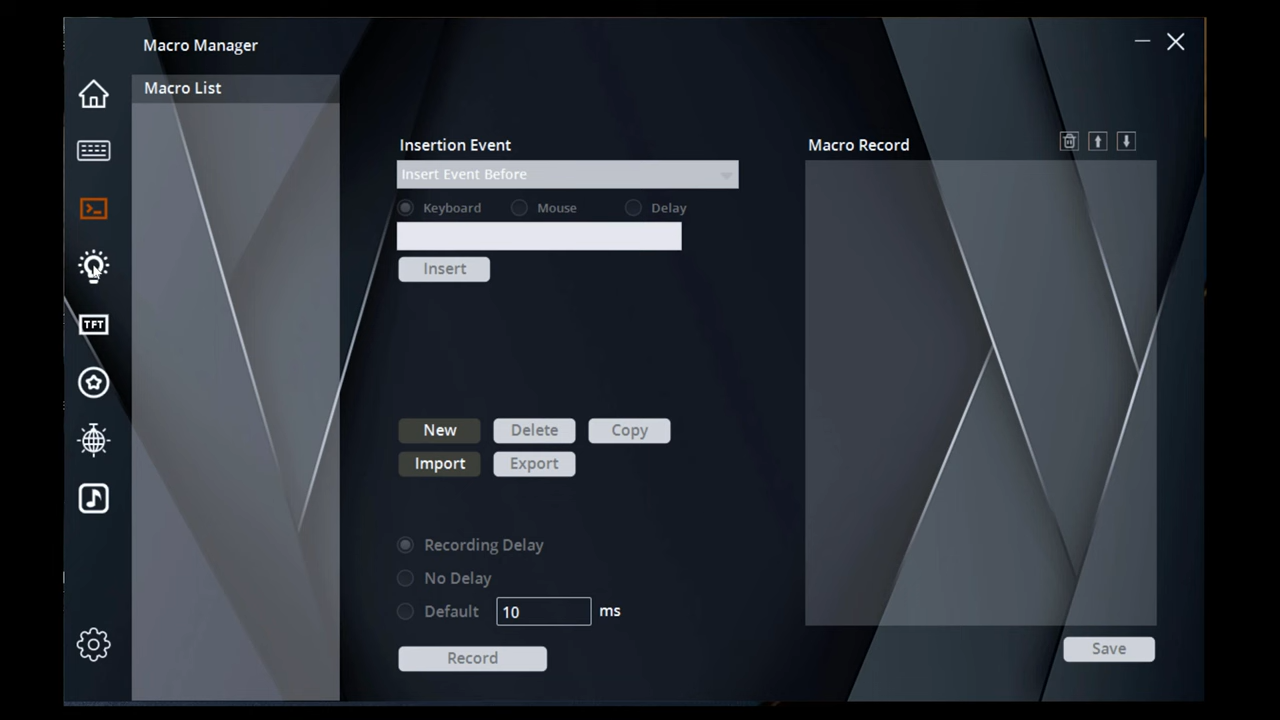 Macro Manager
Macro List
Insertion Event
Insert Event Before
Keyboard Mouse Delay
Insert
New Delete Copy
Import Export
Recording Delay
No Delay
Default 10 ms
Record
Macro Record
Save
TFT